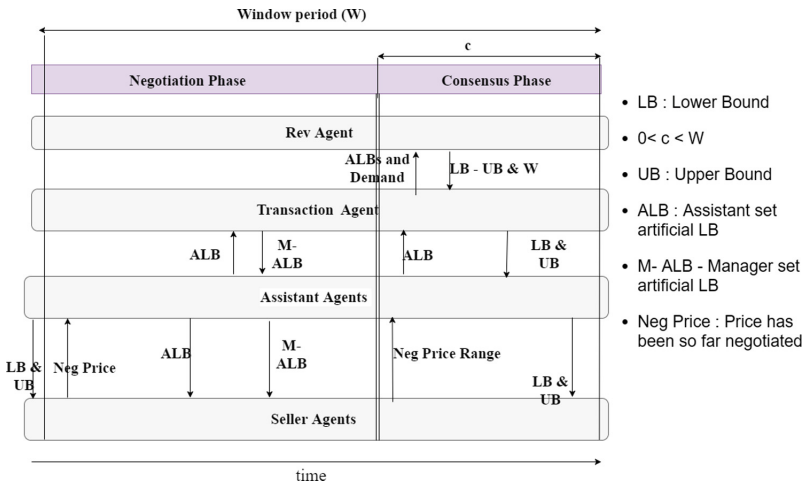 Window period (W)
c
Negotiation Phase
Consensus Phase
Rev Agent
ALBs and
Demand
LB - UB & W
Transaction Agent
ALB
M-
ALB
ALB
LB &
UB
Assistant Agents
LB &
UB
Neg Price
ALB
M-
ALB
Neg Price Range
LB &
UB
Seller Agents
time
• LB : Lower Bound
• 0< c < W
• UB : Upper Bound
• ALB : Assistant set
artificial LB
• M- ALB - Manager set
artificial LB
• Neg Price : Price has
been so far negotiated